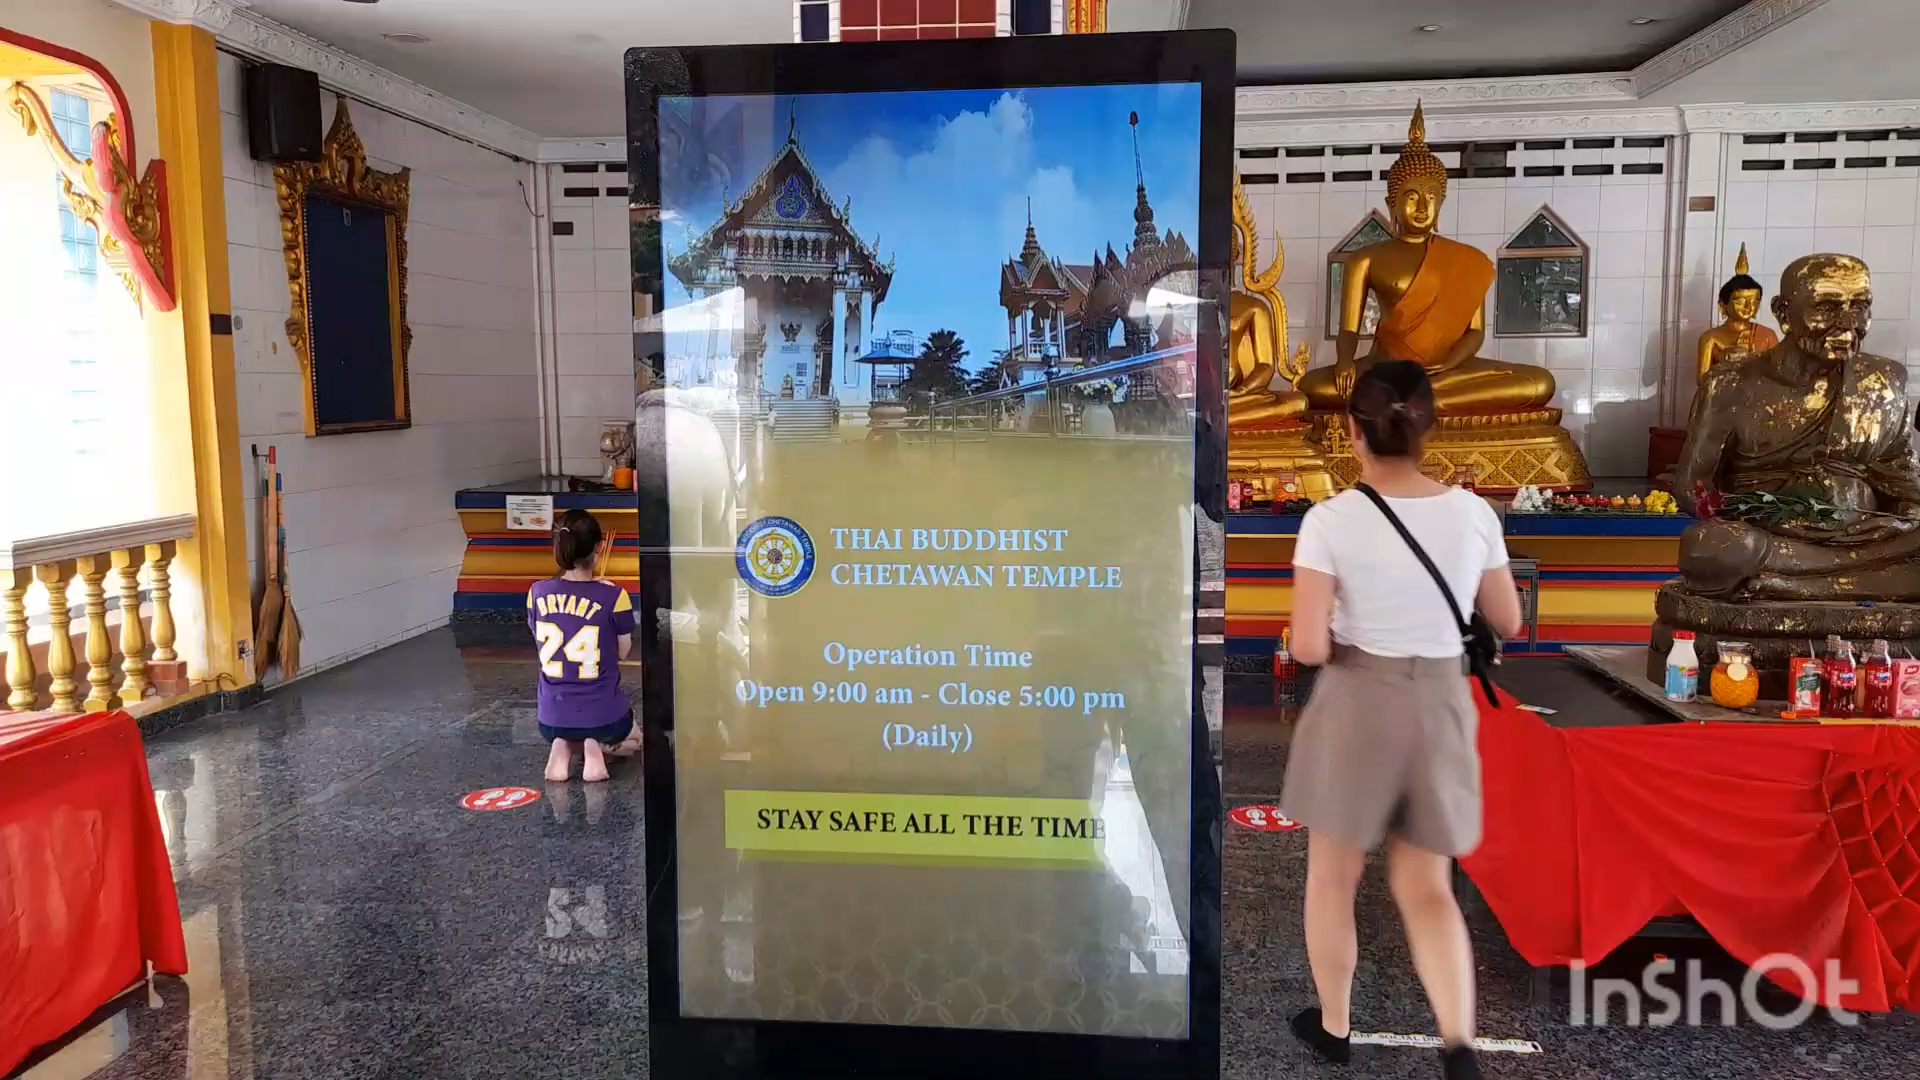 THAI BUDDHIST
CHETAWAN TEMPLE
Operation Time
Open 9:00 am - Close 5:00 pm
(Daily)
STAY SAFE ALL THE TIME
BRYANT
24
InShOt